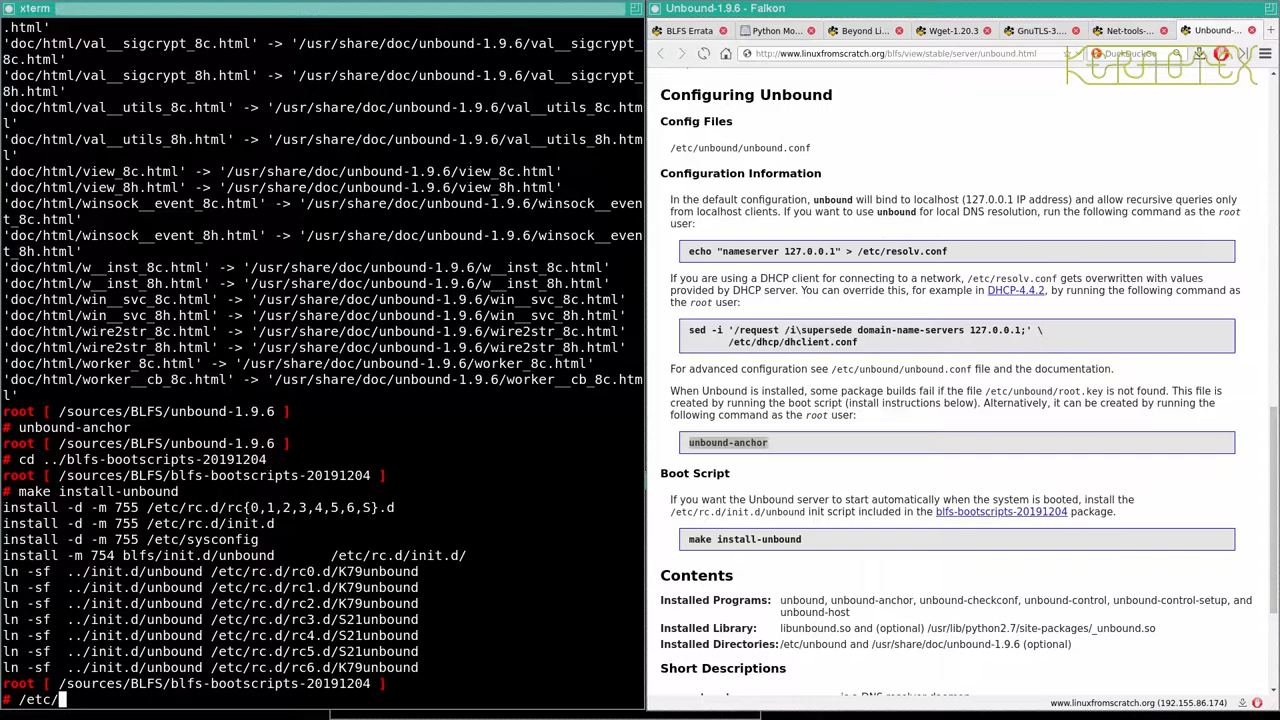 xterm
.html'
'doc/html/val__sigcrypt_8c.html' -> '/usr/share/doc/unbound-1.9.6/val__sigcrypt_
8c.html'
'doc/html/val__sigcrypt_8h.html' -> '/usr/share/doc/unbound-1.9.6/val__sigcrypt_
8h.html'
'doc/html/val__utils_8c.html' -> '/usr/share/doc/unbound-1.9.6/val__utils_8c.htm
l'
'doc/html/val__utils_8h.html' -> '/usr/share/doc/unbound-1.9.6/val__utils_8h.htm
l'
'doc/html/view_8c.html' -> '/usr/share/doc/unbound-1.9.6/view_8c.html'
'doc/html/view_8h.html' -> '/usr/share/doc/unbound-1.9.6/view_8h.html'
'doc/html/winsock__event_8c.html' -> '/usr/share/doc/unbound-1.9.6/winsock__even
t_8c.html'
'doc/html/winsock__event_8h.html' -> '/usr/share/doc/unbound-1.9.6/winsock__even
t_8h.html'
'doc/html/w__inst_8c.html' -> '/usr/share/doc/unbound-1.9.6/w__inst_8c.html'
'doc/html/w__inst_8h.html' -> '/usr/share/doc/unbound-1.9.6/w__inst_8h.html'
'doc/html/win__svc_8c.html' -> '/usr/share/doc/unbound-1.9.6/win__svc_8c.html'
'doc/html/win__svc_8h.html' -> '/usr/share/doc/unbound-1.9.6/win__svc_8h.html'
'doc/html/wire2str_8c.html' -> '/usr/share/doc/unbound-1.9.6/wire2str_8c.html'
'doc/html/wire2str_8h.html' -> '/usr/share/doc/unbound-1.9.6/wire2str_8h.html'
'doc/html/worker_8c.html' -> '/usr/share/doc/unbound-1.9.6/worker_8c.html'
'doc/html/worker__cb_8c.html' -> '/usr/share/doc/unbound-1.9.6/worker__cb_8c.htm
l'
root [ /sources/BLFS/unbound-1.9.6 ]
# unbound-anchor
root [ /sources/BLFS/unbound-1.9.6 ]
# cd ../blfs-bootscripts-20191204
root [ /sources/BLFS/blfs-bootscripts-20191204 ]
# make install-unbound
install -d -m 755 /etc/rc.d/rc{0,1,2,3,4,5,6,S}.d
install -d -m 755 /etc/rc.d/init.d
install -d -m 755 /etc/sysconfig
install -m 754 blfs/init.d/unbound       /etc/rc.d/init.d/
ln -sf  ../init.d/unbound /etc/rc.d/rc0.d/K79unbound
ln -sf  ../init.d/unbound /etc/rc.d/rc1.d/K79unbound
ln -sf  ../init.d/unbound /etc/rc.d/rc2.d/K79unbound
ln -sf  ../init.d/unbound /etc/rc.d/rc3.d/S21unbound
ln -sf  ../init.d/unbound /etc/rc.d/rc4.d/S21unbound
ln -sf  ../init.d/unbound /etc/rc.d/rc5.d/S21unbound
ln -sf  ../init.d/unbound /etc/rc.d/rc6.d/K79unbound
root [ /sources/BLFS/blfs-bootscripts-20191204 ]
# /etc/
Unbound-1.9.6 - Falkon
BLFS Errata Python Mo... Beyond Li... Wget-1.20.3 GnuTLS-3.... Net-tools-... Unbound-...
http://www.linuxfromscratch.org/blfs/view/stable/server/unbound.html DuckDuckGo
KERNOTEX
Configuring Unbound
Config Files
/etc/unbound/unbound.conf
Configuration Information
In the default configuration, unbound will bind to localhost (127.0.0.1 IP address) and allow recursive queries only
from localhost clients. If you want to use unbound for local DNS resolution, run the following command as the root
user:
echo "nameserver 127.0.0.1" > /etc/resolv.conf
If you are using a DHCP client for connecting to a network, /etc/resolv.conf gets overwritten with values
provided by DHCP server. You can override this, for example in DHCP-4.4.2, by running the following command as
the root user:
sed -i '/request /i\supersede domain-name-servers 127.0.0.1;' \
/etc/dhcp/dhclient.conf
For advanced configuration see /etc/unbound/unbound.conf file and the documentation.
When Unbound is installed, some package builds fail if the file /etc/unbound/root.key is not found. This file is
created by running the boot script (install instructions below). Alternatively, it can be created by running the
following command as the root user:
unbound-anchor
Boot Script
If you want the Unbound server to start automatically when the system is booted, install the
/etc/rc.d/init.d/unbound init script included in the blfs-bootscripts-20191204 package.
make install-unbound
Contents
Installed Programs: unbound, unbound-anchor, unbound-checkconf, unbound-control, unbound-control-setup, and
unbound-host
Installed Library: libunbound.so and (optional) /usr/lib/python2.7/site-packages/_unbound.so
Installed Directories: /etc/unbound and /usr/share/doc/unbound-1.9.6 (optional)
Short Descriptions
is a DNS resolver daemon
www.linuxfromscratch.org (192.155.86.174)